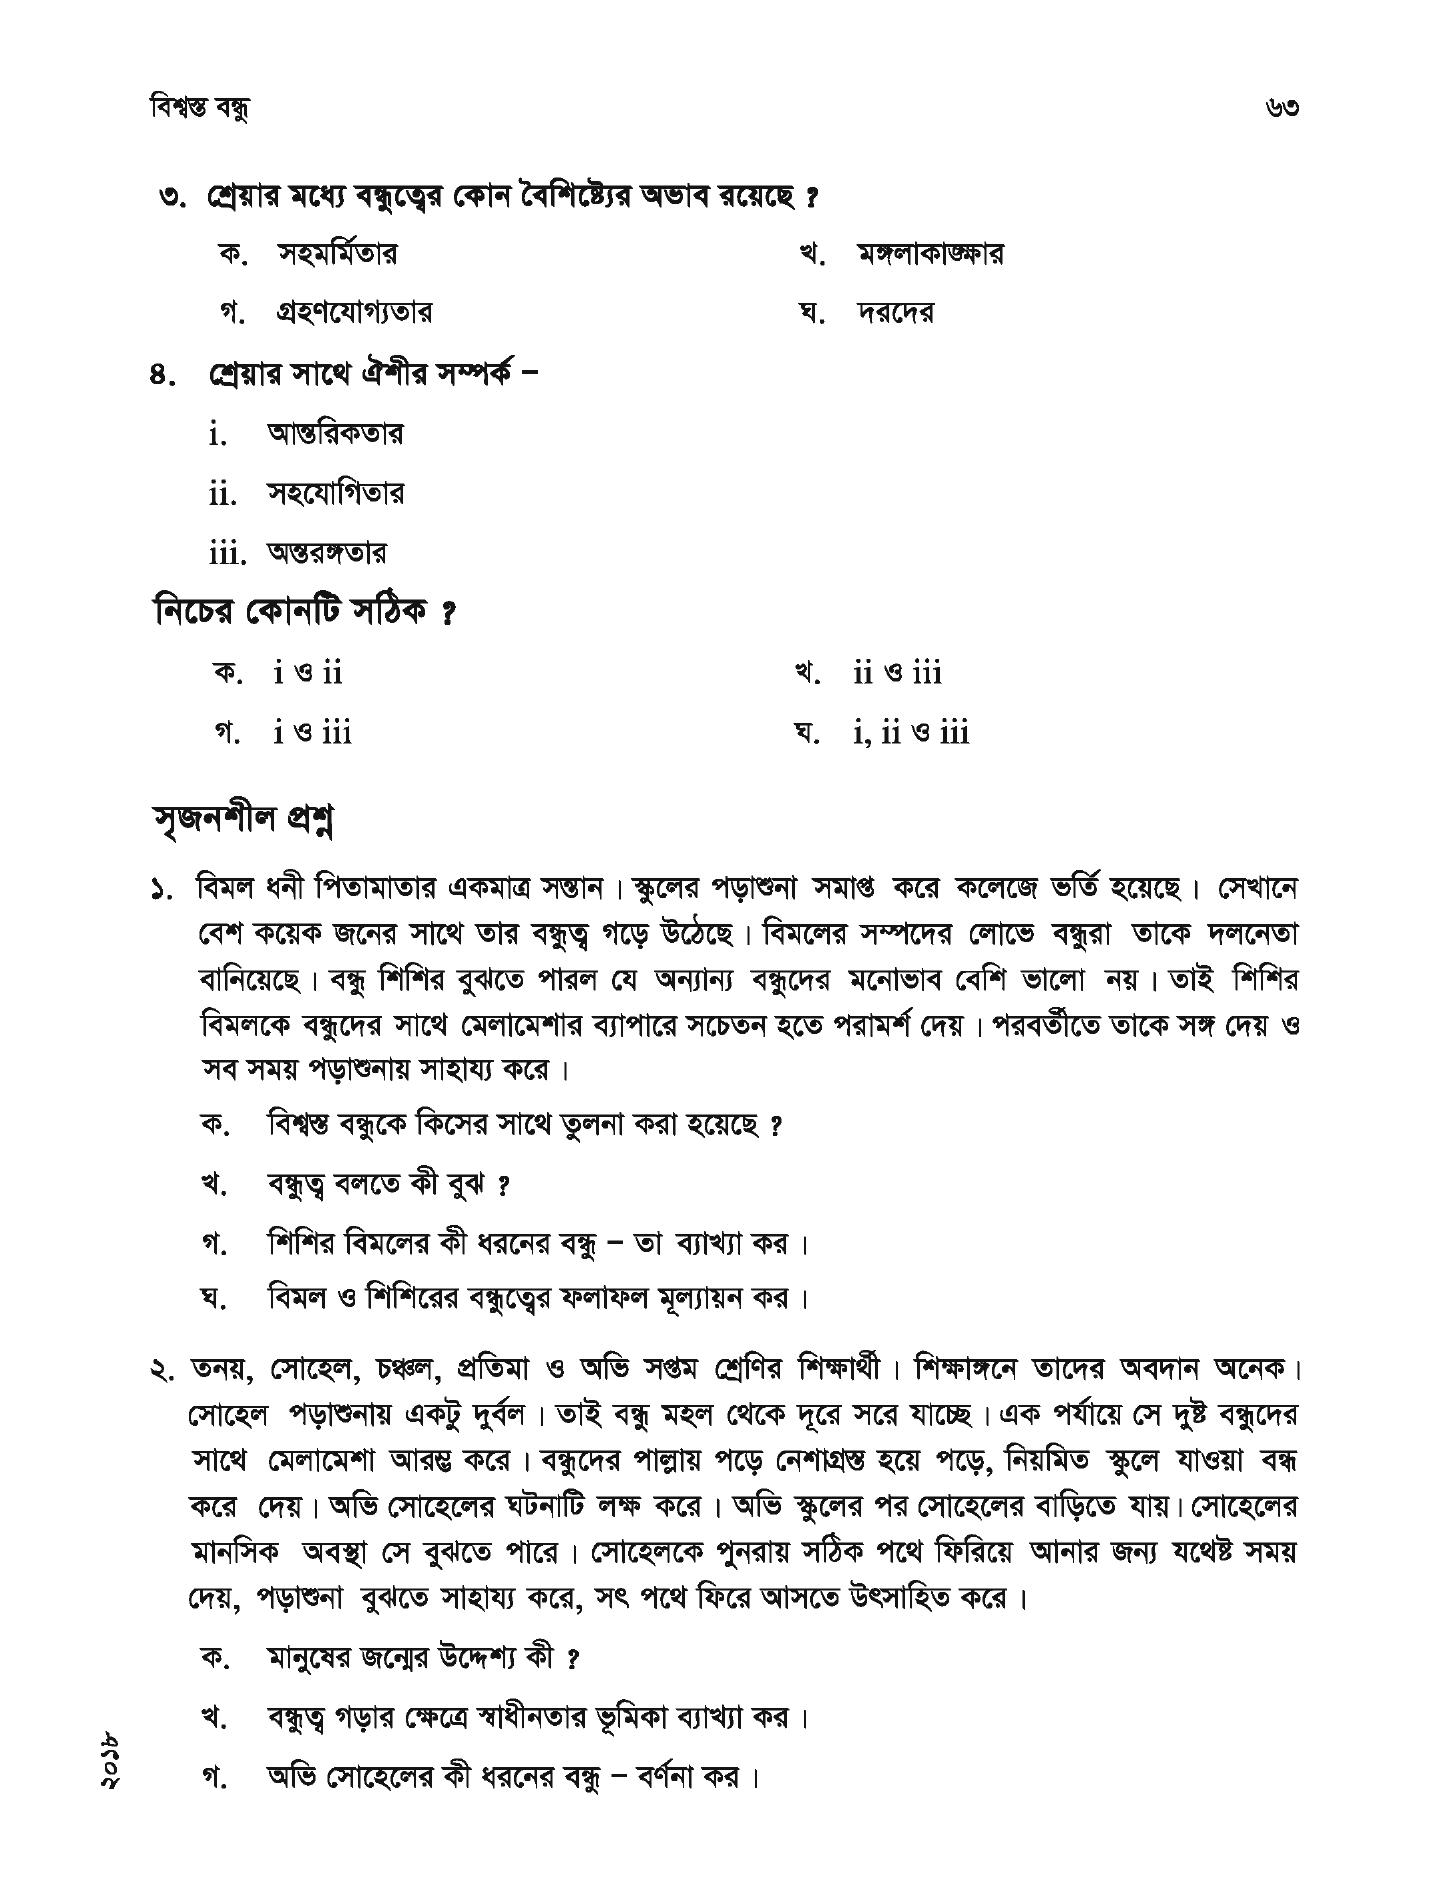 বিশ্বস্ত বন্ধু ৬৩
৩. শ্রেয়ার মধ্যে বন্ধুত্বের কোন বৈশিষ্ট্যের অভাব রয়েছে ?
ক. সহমর্মিতার খ. মঙ্গলাকাঙ্ক্ষার
গ. গ্রহণযোগ্যতার ঘ. দরদের
৪. শ্রেয়ার সাথে ঐশীর সম্পর্ক –
i. আন্তরিকতার
ii. সহযোগিতার
iii. অন্তরঙ্গতার
নিচের কোনটি সঠিক ?
ক. i ও ii খ. ii ও iii
গ. i ও iii ঘ. i, ii ও iii
সৃজনশীল প্রশ্ন
১. বিমল ধনী পিতামাতার একমাত্র সন্তান। স্কুলের পড়াশুনা সমাপ্ত করে কলেজে ভর্তি হয়েছে। সেখানে
বেশ কয়েক জনের সাথে তার বন্ধুত্ব গড়ে উঠেছে। বিমলের সম্পদের লোভে বন্ধুরা তাকে দলনেতা
বানিয়েছে। বন্ধু শিশির বুঝতে পারল যে অন্যান্য বন্ধুদের মনোভাব বেশি ভালো নয়। তাই শিশির
বিমলকে বন্ধুদের সাথে মেলামেশার ব্যাপারে সচেতন হতে পরামর্শ দেয়। পরবর্তীতে তাকে সঙ্গ দেয় ও
সব সময় পড়াশুনায় সাহায্য করে।
ক. বিশ্বস্ত বন্ধুকে কিসের সাথে তুলনা করা হয়েছে ?
খ. বন্ধুত্ব বলতে কী বুঝ ?
গ. শিশির বিমলের কী ধরনের বন্ধু – তা ব্যাখ্যা কর।
ঘ. বিমল ও শিশিরের বন্ধুত্বের ফলাফল মূল্যায়ন কর।
২. তনয়, সোহেল, চঞ্চল, প্রতিমা ও অভি সপ্তম শ্রেণির শিক্ষার্থী। শিক্ষাঙ্গনে তাদের অবদান অনেক।
সোহেল পড়াশুনায় একটু দুর্বল। তাই বন্ধু মহল থেকে দূরে সরে যাচ্ছে। এক পর্যায়ে সে দুষ্ট বন্ধুদের
সাথে মেলামেশা আরম্ভ করে। বন্ধুদের পাল্লায় পড়ে নেশাগ্রস্ত হয়ে পড়ে, নিয়মিত স্কুলে যাওয়া বন্ধ
করে দেয়। অভি সোহেলের ঘটনাটি লক্ষ করে। অভি স্কুলের পর সোহেলের বাড়িতে যায়। সোহেলের
মানসিক অবস্থা সে বুঝতে পারে। সোহেলকে পুনরায় সঠিক পথে ফিরিয়ে আনার জন্য যথেষ্ট সময়
দেয়, পড়াশুনা বুঝতে সাহায্য করে, সৎ পথে ফিরে আসতে উৎসাহিত করে।
ক. মানুষের জন্মের উদ্দেশ্য কী ?
খ. বন্ধুত্ব গড়ার ক্ষেত্রে স্বাধীনতার ভূমিকা ব্যাখ্যা কর।
গ. অভি সোহেলের কী ধরনের বন্ধু – বর্ণনা কর।
২০১৮